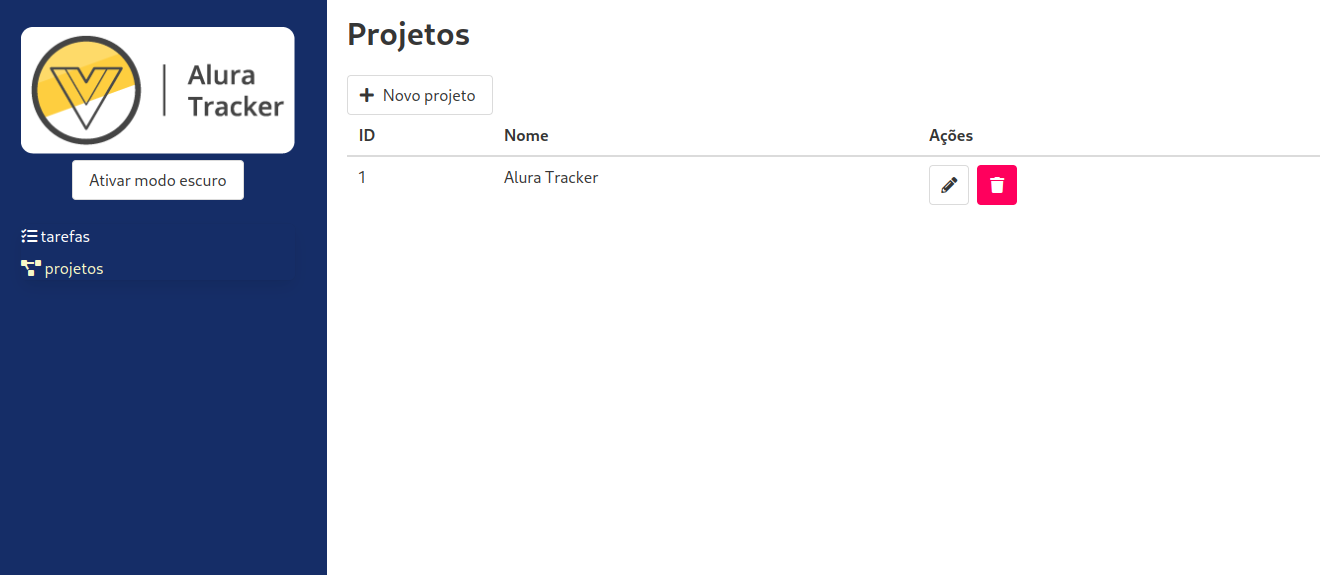 Alura
Tracker
Ativar modo escuro
tarefas
projetos
Projetos
Novo projeto
ID Nome Ações
1 Alura Tracker